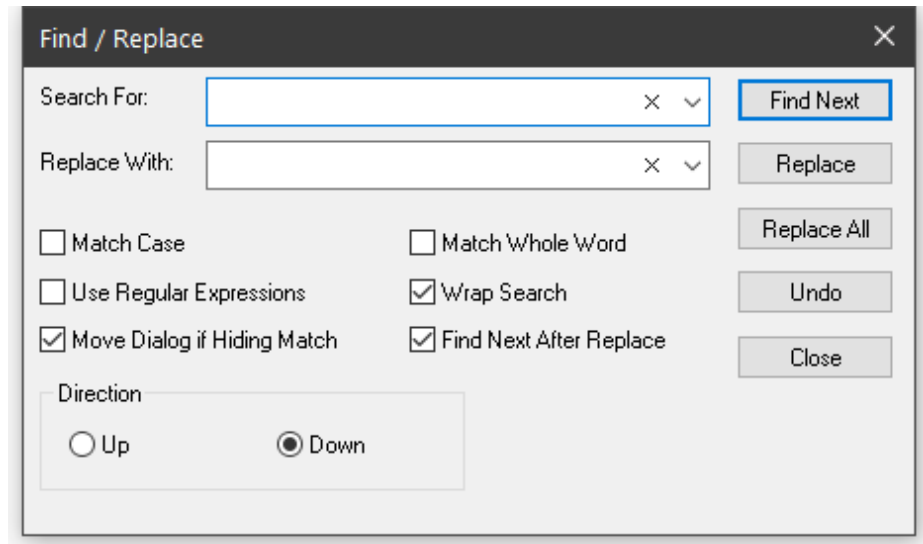 Find / Replace
Search For:
Find Next
Replace With:
Replace
Replace All
Match Case
Match Whole Word
Use Regular Expressions
Wrap Search
Undo
Move Dialog if Hiding Match
Find Next After Replace
Close
Direction
Up
Down